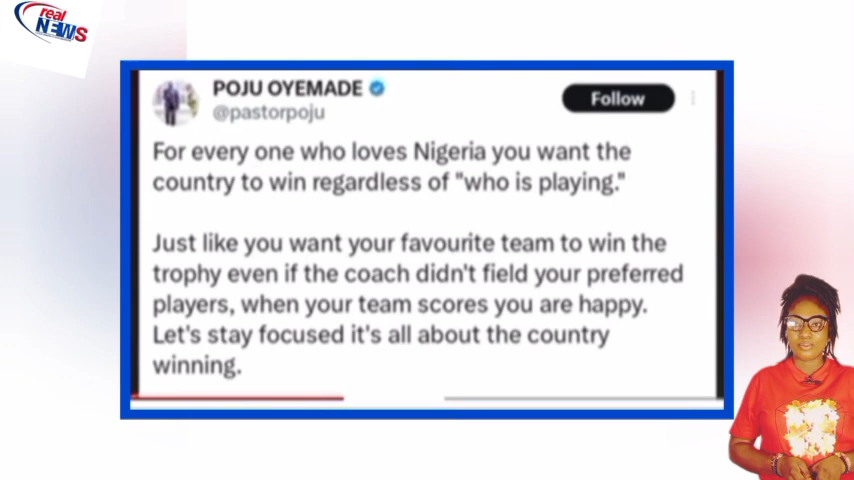 real
NEWS
POJU OYEMADE
@pastorpoju
Follow
For every one who loves Nigeria you want the
country to win regardless of "who is playing."
Just like you want your favourite team to win the
trophy even if the coach didn't field your preferred
players, when your team scores you are happy.
Let's stay focused it's all about the country
winning.